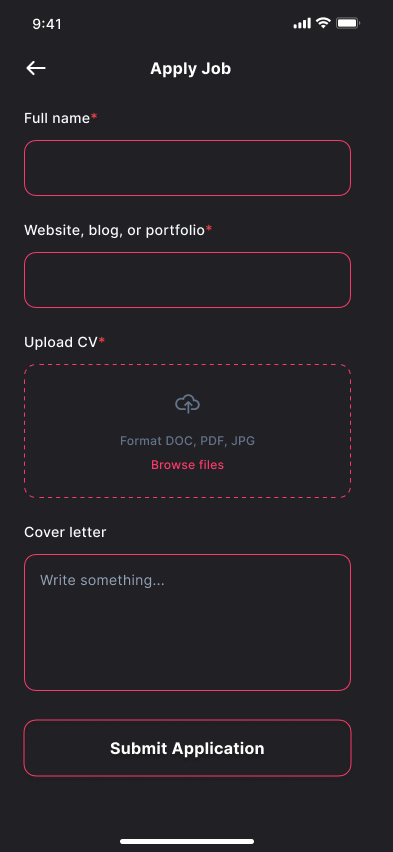 9:41
Apply Job
Full name*
Website, blog, or portfolio*
Upload CV*
Format DOC, PDF, JPG
Browse files
Cover letter
Write something...
Submit Application